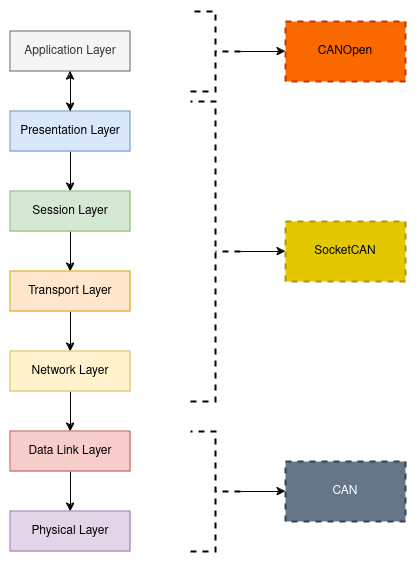 Application Layer
CANOpen
Presentation Layer
Session Layer
SocketCAN
Transport Layer
Network Layer
Data Link Layer
CAN
Physical Layer